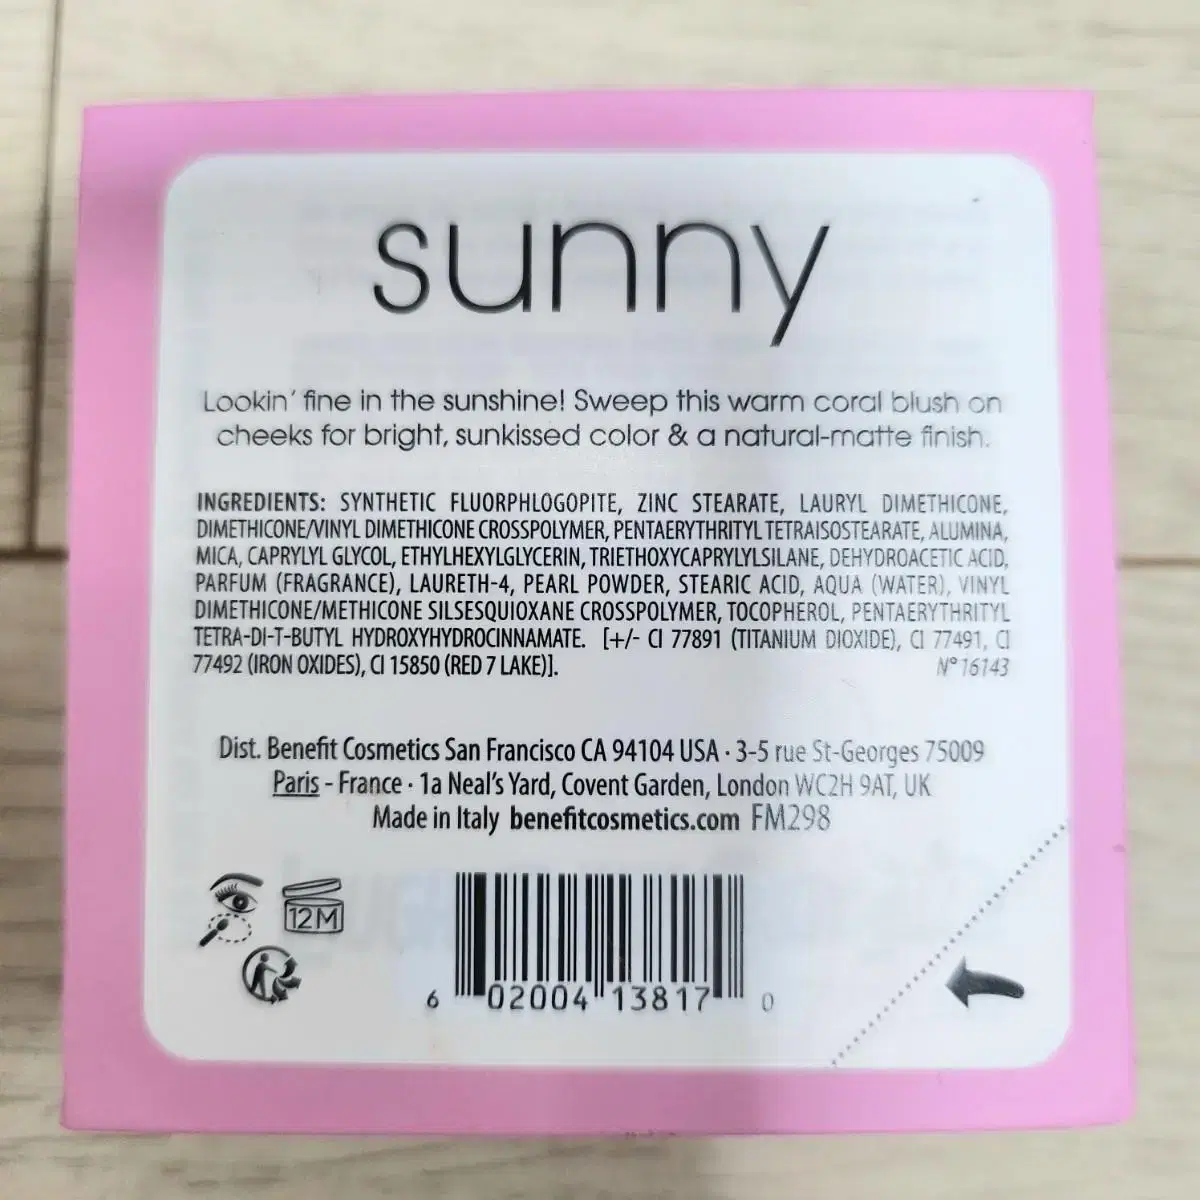 sunny
Lookin' fine in the sunshine! Sweep this warm coral blush on
cheeks for bright, sunkissed color & a natural-matte finish.
INGREDIENTS: SYNTHETIC FLUORPHLOGOPITE, ZINC STEARATE, LAURYL DIMETHICONE,
DIMETHICONE/VINYL DIMETHICONE CROSSPOLYMER, PENTAERYTHRITYL TETRAISOSTEARATE, ALUMINA,
MICA, CAPRYLYL GLYCOL, ETHYLHEXYLGLYCERIN, TRIETHOXYCAPRYLYLSILANE, DEHYDROACETIC ACID,
PARFUM (FRAGRANCE), LAURETH-4, PEARL POWDER, STEARIC ACID, AQUA (WATER), VINYL
DIMETHICONE/METHICONE SILSESQUIOXANE CROSSPOLYMER, TOCOPHEROL, PENTAERYTHRITYL
TETRA-DI-T-BUTYL HYDROXYHYDROCINNAMATE. [+/- CI 77891 (TITANIUM DIOXIDE), CI 77491, CI
77492 (IRON OXIDES), CI 15850 (RED 7 LAKE)]. N° 16143
Dist. Benefit Cosmetics San Francisco CA 94104 USA · 3-5 rue St-Georges 75009
Paris - France · 1a Neal's Yard, Covent Garden, London WC2H 9AT, UK
Made in Italy benefitcosmetics.com FM298
12M
6 02004 13817 0